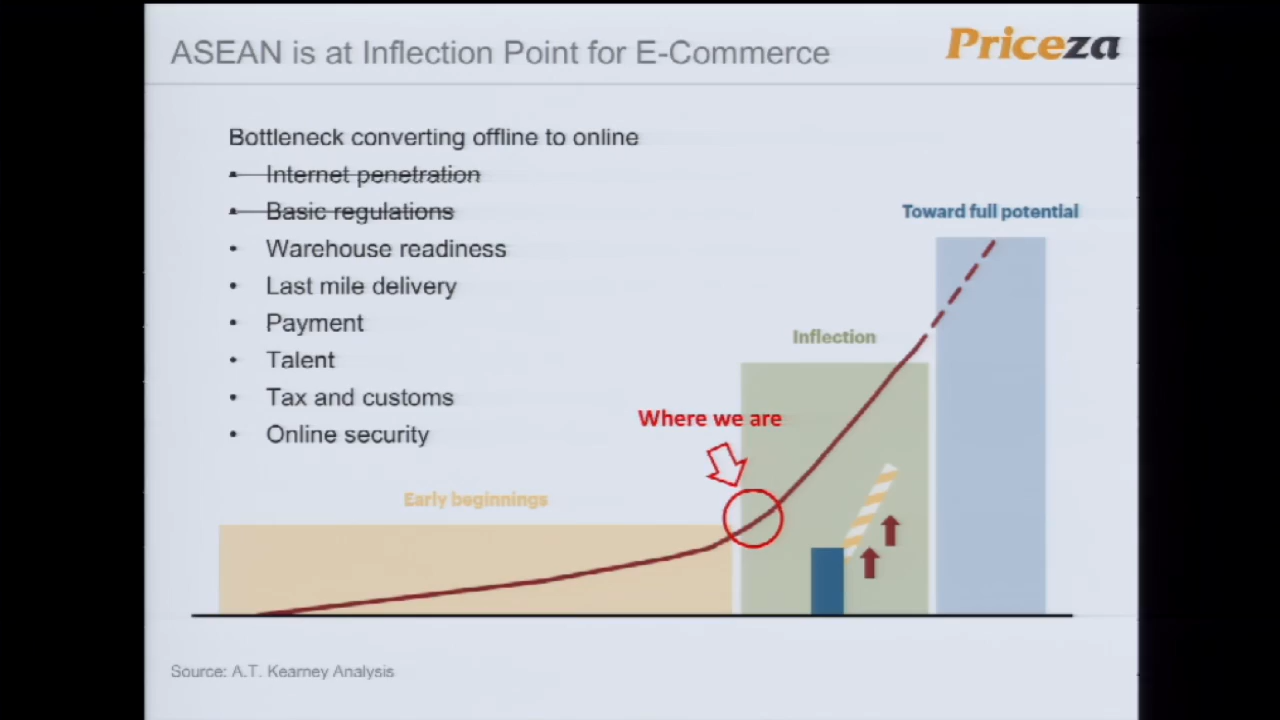 ASEAN is at Inflection Point for E-Commerce
Priceza
Bottleneck converting offline to online
• Internet penetration
• Basic regulations
• Warehouse readiness
• Last mile delivery
• Payment
• Talent
• Tax and customs
• Online security
Toward full potential
Inflection
Where we are
Early beginnings
Source: A.T. Kearney Analysis